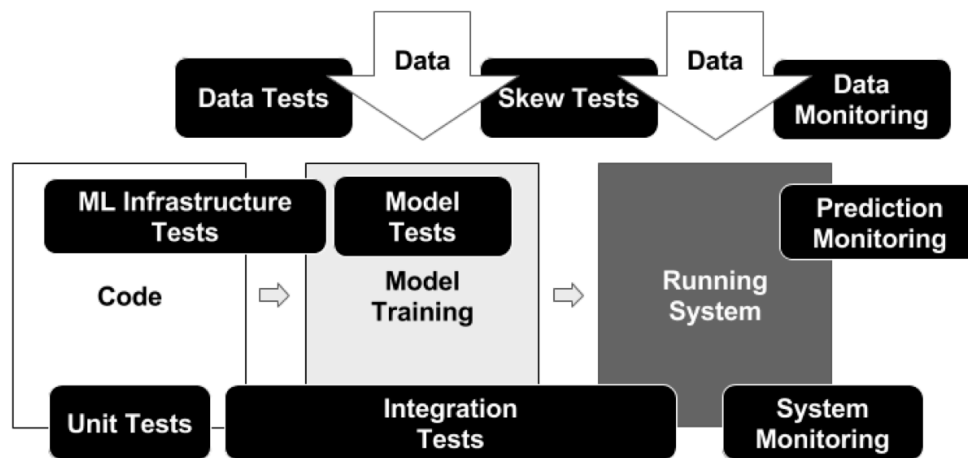 Data
Data
Data Tests
Skew Tests
Data
Monitoring
ML Infrastructure
Tests
Model
Tests
Prediction
Monitoring
Code
Model
Training
Running
System
Unit Tests
Integration
Tests
System
Monitoring